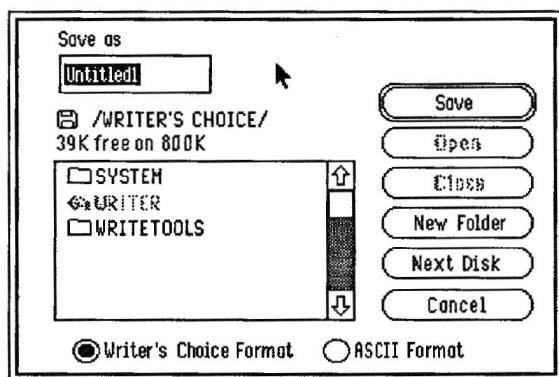 Save as
Untitled1
/WRITER'S CHOICE/
39K free on 800K
SYSTEM
WRITER
WRITETOOLS
Save
Open
Close
New Folder
Next Disk
Cancel
Writer's Choice Format
ASCII Format